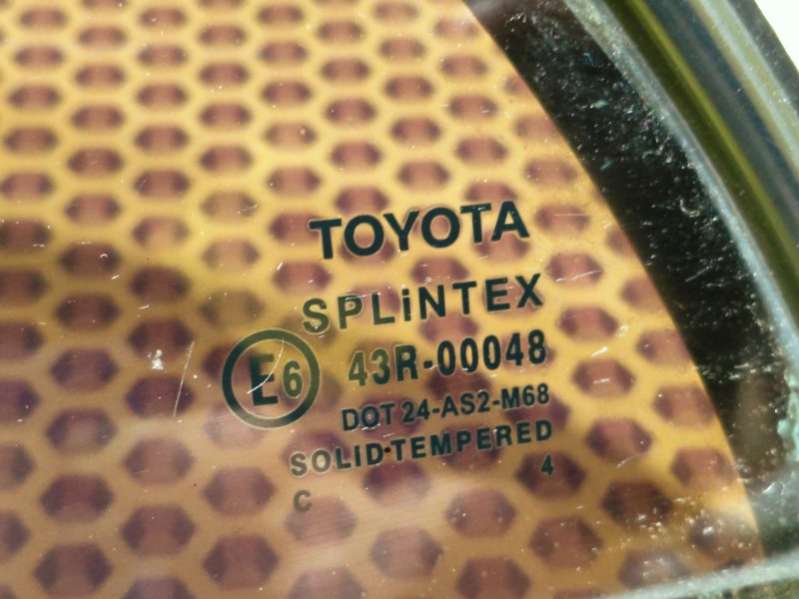 TOYOTA
SPLiNTEX
E6 43R-00048
DOT 24-AS2-M68
SOLID-TEMPERED
C 4